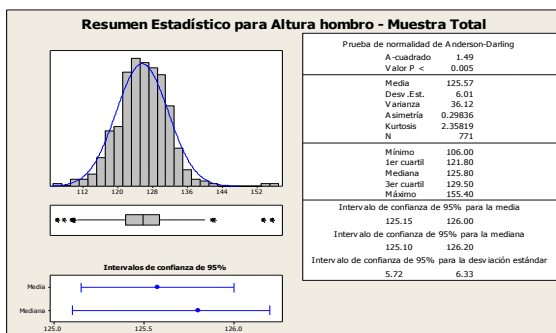 Resumen Estadístico para Altura hombro - Muestra Total
112 120 128 136 144 152
Intervalos de confianza de 95%
Media
Mediana
125.0 125.5 126.0
Prueba de normalidad de Anderson-Darling
A-cuadrado 1.49
Valor P < 0.005
Media 125.57
Desv.Est. 6.01
Varianza 36.12
Asimetría 0.29836
Kurtosis 2.35819
N 771
Mínimo 106.00
1er cuartil 121.80
Mediana 125.80
3er cuartil 129.50
Máximo 155.40
Intervalo de confianza de 95% para la media
125.15 126.00
Intervalo de confianza de 95% para la mediana
125.10 126.20
Intervalo de confianza de 95% para la desviación estándar
5.72 6.33